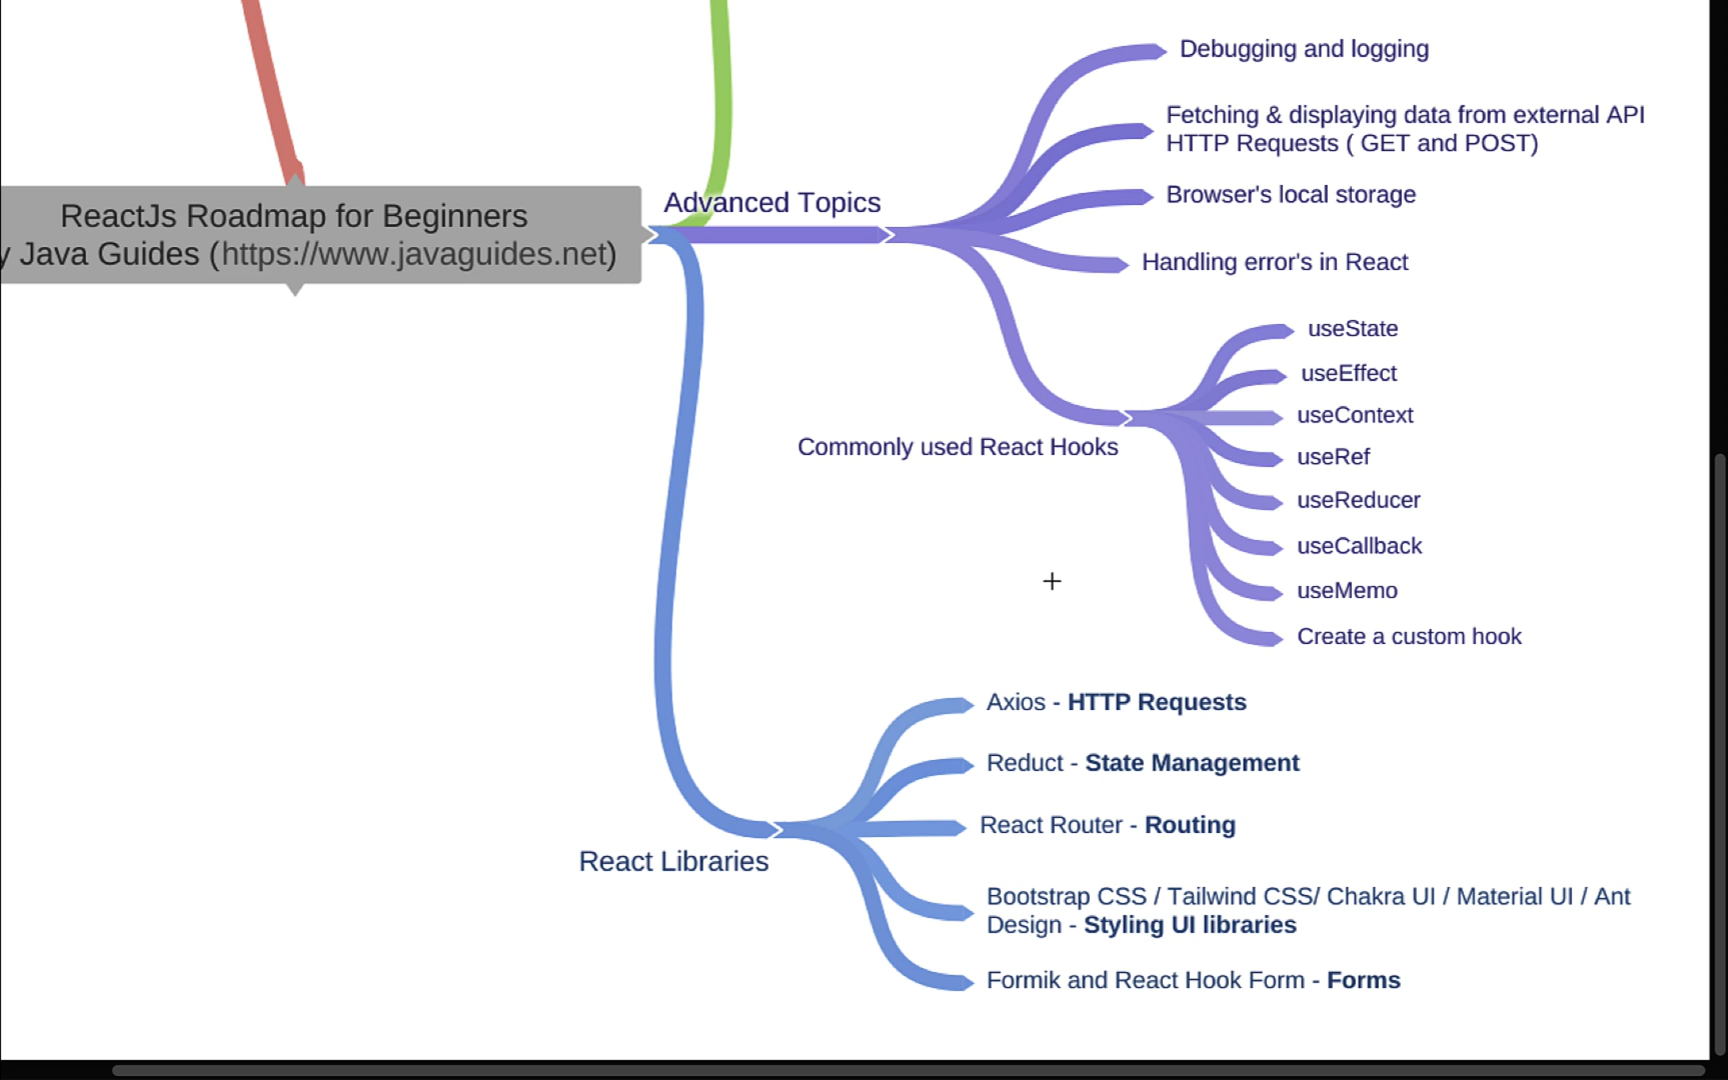 ReactJs Roadmap for Beginners
y Java Guides (https://www.javaguides.net)
Advanced Topics
Debugging and logging
Fetching & displaying data from external API
HTTP Requests ( GET and POST)
Browser's local storage
Handling error's in React
Commonly used React Hooks
useState
useEffect
useContext
useRef
useReducer
useCallback
useMemo
Create a custom hook
React Libraries
Axios - HTTP Requests
Reduct - State Management
React Router - Routing
Bootstrap CSS / Tailwind CSS/ Chakra UI / Material UI / Ant
Design - Styling UI libraries
Formik and React Hook Form - Forms